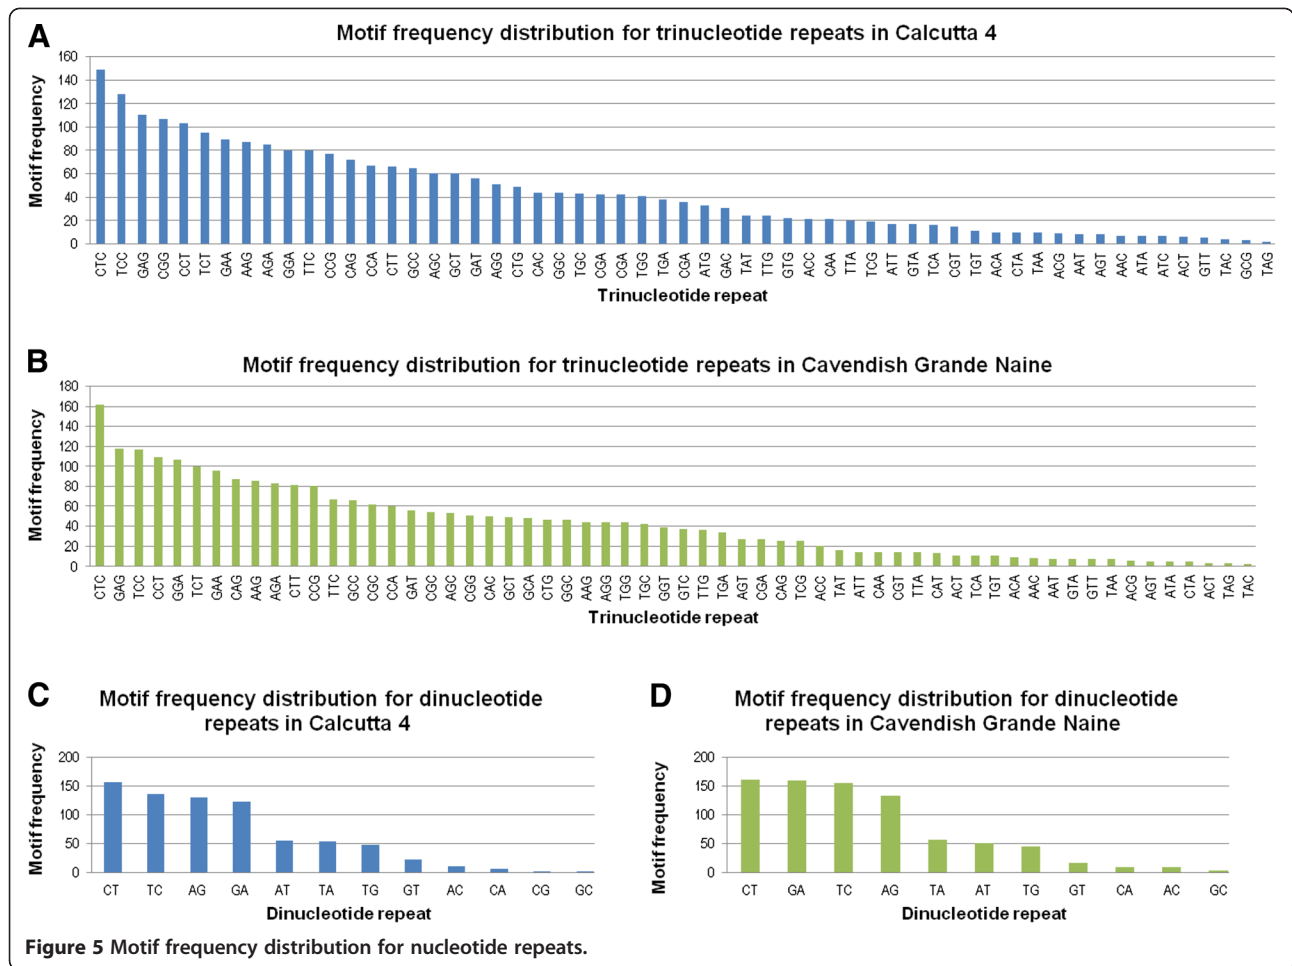 A
Motif frequency distribution for trinucleotide repeats in Calcutta 4
Motif frequency
160
140
120
100
80
60
40
20
0
CTC TCC GAG CGG CCT TCT GAA AAG AGA GGA TTC CCG CAG CCA CTT GCC AGC GCT GAT AGG CTG CAC GGC TGC CGA CGA TGG TGA CGA ATG GAC TAT TTG GTG ACC CAA TTA TCG ATT GTA TCA CGT TGT ACA CTA TAA ACG AAT AGT AAC ATA ATC ACT GTT TAC GCG TAG
Trinucleotide repeat
B
Motif frequency distribution for trinucleotide repeats in Cavendish Grande Naine
Motif frequency
180
160
140
120
100
80
60
40
20
0
CTC GAG TCC CCT GGA TCT GAA CAG AAG AGA CTT CCG TTC GCC CGC CCA GAT CGC AGC CGG CAC GCT GCA CTG GGC AAG AGG TGG TGC GGT GTC TTG TGA AGT CGA CAG TCG ACC TAT ATT CAA CGT TTA CAT ACT TCA TGT ACA AAC AAT GTA GTT TAA ACG AGT ATA CTA ACT TAG TAC
Trinucleotide repeat
C
Motif frequency distribution for dinucleotide
repeats in Calcutta 4
Motif frequency
200
150
100
50
0
CT TC AG GA AT TA TG GT AC CA CG GC
Dinucleotide repeat
D
Motif frequency distribution for dinucleotide
repeats in Cavendish Grande Naine
Motif frequency
200
150
100
50
0
CT GA TC AG TA AT TG GT CA AC GC
Dinucleotide repeat
Figure 5 Motif frequency distribution for nucleotide repeats.